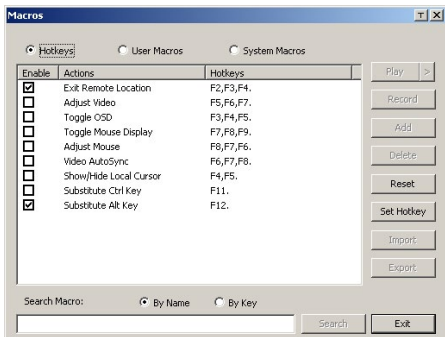 Macros
Hotkeys User Macros System Macros
Enable Actions Hotkeys
Exit Remote Location F2,F3,F4.
Adjust Video F5,F6,F7.
Toggle OSD F3,F4,F5.
Toggle Mouse Display F7,F8,F9.
Adjust Mouse F8,F7,F6.
Video AutoSync F6,F7,F8.
Show/Hide Local Cursor F4,F5.
Substitute Ctrl Key F11.
Substitute Alt Key F12.
Play >
Record
Add
Delete
Reset
Set Hotkey
Import
Export
Search Macro: By Name By Key
Search Exit